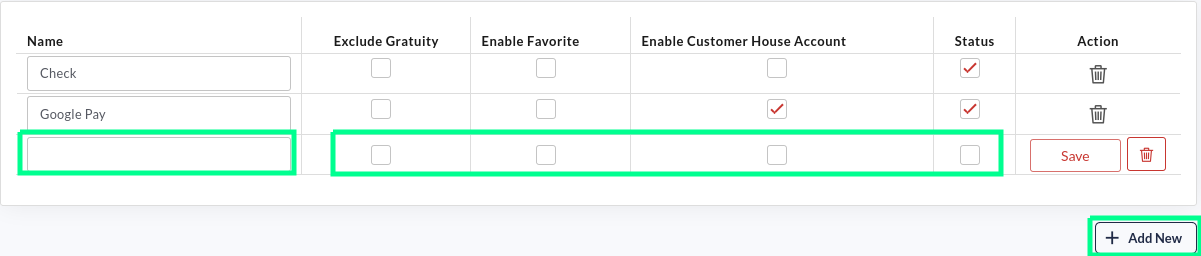 Name Exclude Gratuity Enable Favorite Enable Customer House Account Status Action
Check
Google Pay
Save
Add New